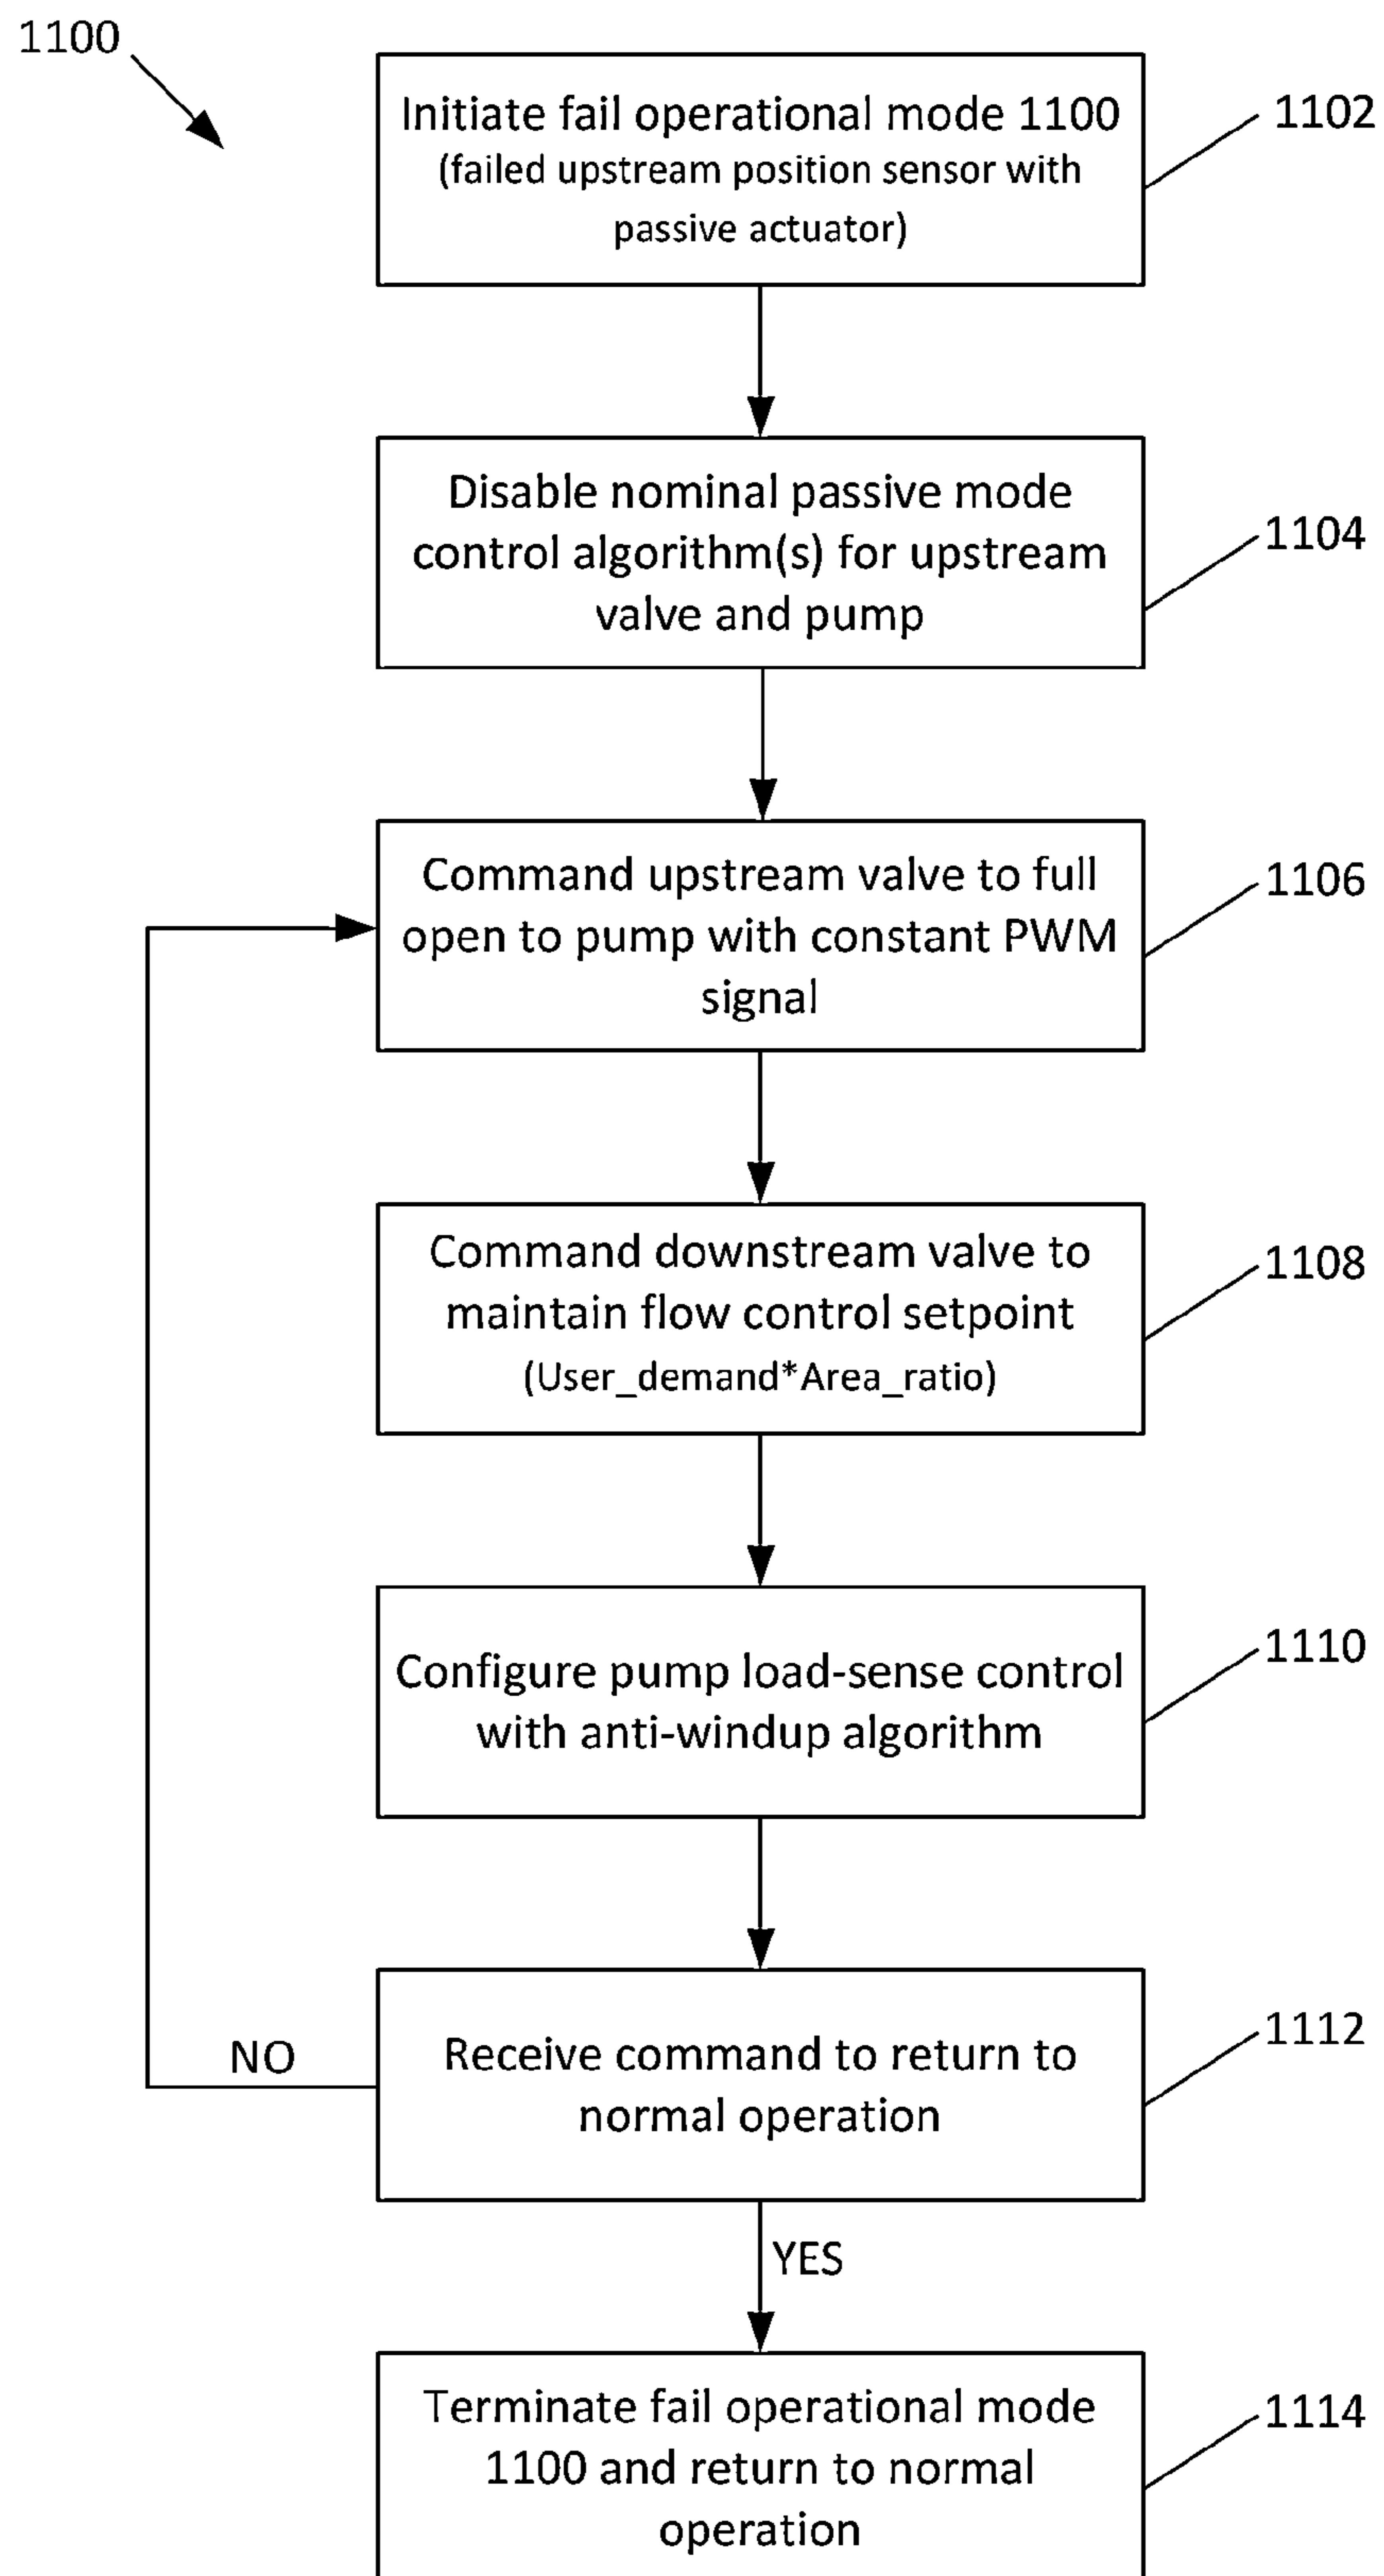 1100
Initiate fail operational mode 1100
(failed upstream position sensor with
passive actuator)
1102
Disable nominal passive mode
control algorithm(s) for upstream
valve and pump
1104
Command upstream valve to full
open to pump with constant PWM
signal
1106
Command downstream valve to
maintain flow control setpoint
(User_demand*Area_ratio)
1108
Configure pump load-sense control
with anti-windup algorithm
1110
Receive command to return to
normal operation
1112
NO
YES
Terminate fail operational mode
1100 and return to normal
operation
1114